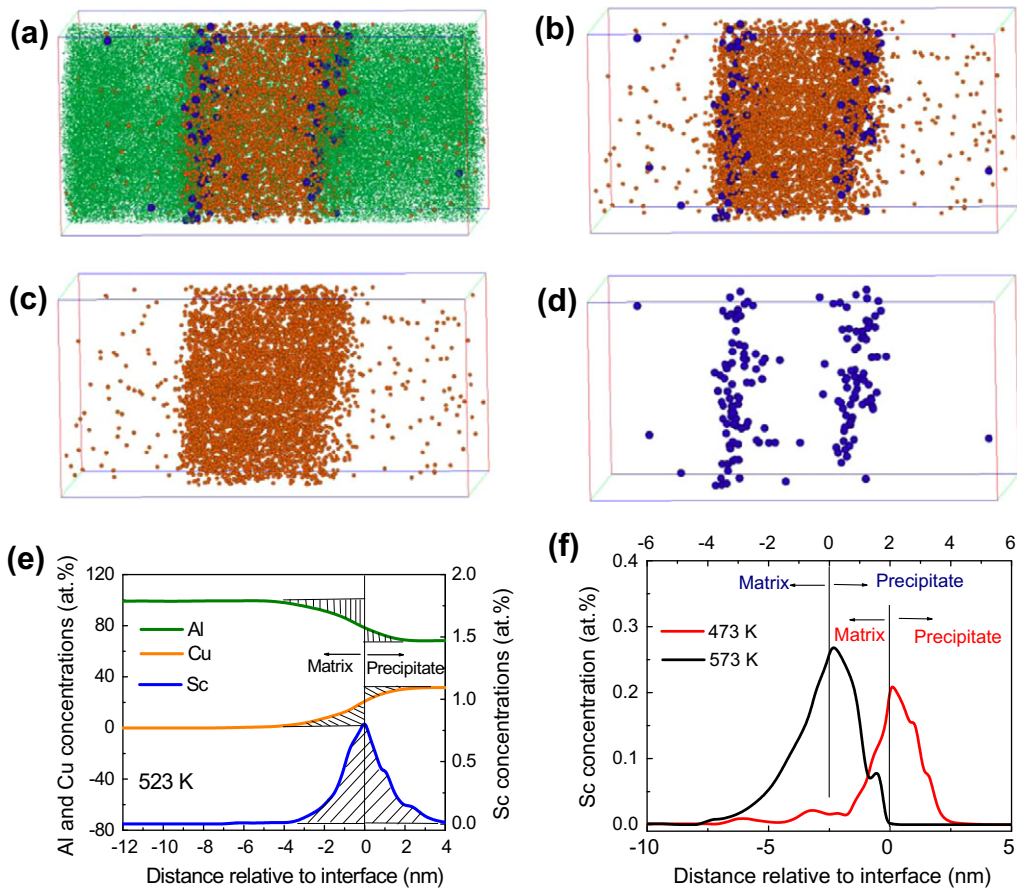 (a)
(b)
(c)
(d)
(e)
Al and Cu concentrations (at.%)
120
80
40
0
-40
-80
2.0
1.5
1.0
0.5
0.0
Sc concentrations (at.%)
Al
Cu
Sc
Matrix
Precipitate
523 K
-12 -10 -8 -6 -4 -2 0 2 4
Distance relative to interface (nm)
(f)
-6 -4 -2 0 2 4 6
Sc concentration (at.%)
0.4
0.3
0.2
0.1
0.0
Matrix
Precipitate
473 K
573 K
Matrix
Precipitate
-10 -5 0 5
Distance relative to interface (nm)